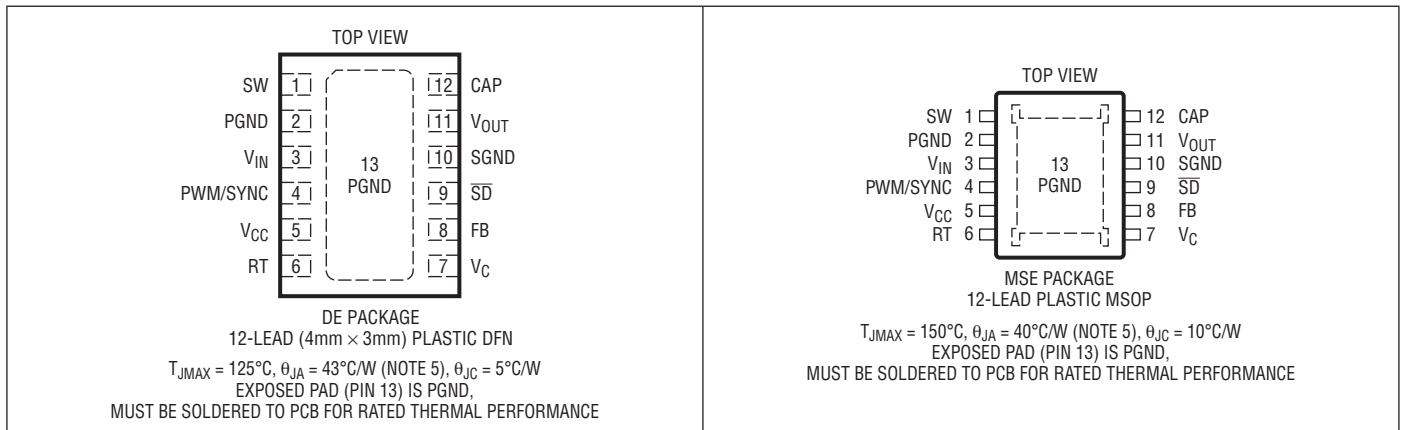 TOP VIEW
SW 1 12 CAP
PGND 2 11 VOUT
VIN 3 10 SGND
PWM/SYNC 4 9 SD
VCC 5 8 FB
RT 6 7 VC
13
PGND
DE PACKAGE
12-LEAD (4mm × 3mm) PLASTIC DFN
TJMAX = 125°C, θJA = 43°C/W (NOTE 5), θJC = 5°C/W
EXPOSED PAD (PIN 13) IS PGND,
MUST BE SOLDERED TO PCB FOR RATED THERMAL PERFORMANCE
TOP VIEW
SW 1 12 CAP
PGND 2 11 VOUT
VIN 3 10 SGND
PWM/SYNC 4 9 SD
VCC 5 8 FB
RT 6 7 VC
13
PGND
MSE PACKAGE
12-LEAD PLASTIC MSOP
TJMAX = 150°C, θJA = 40°C/W (NOTE 5), θJC = 10°C/W
EXPOSED PAD (PIN 13) IS PGND,
MUST BE SOLDERED TO PCB FOR RATED THERMAL PERFORMANCE